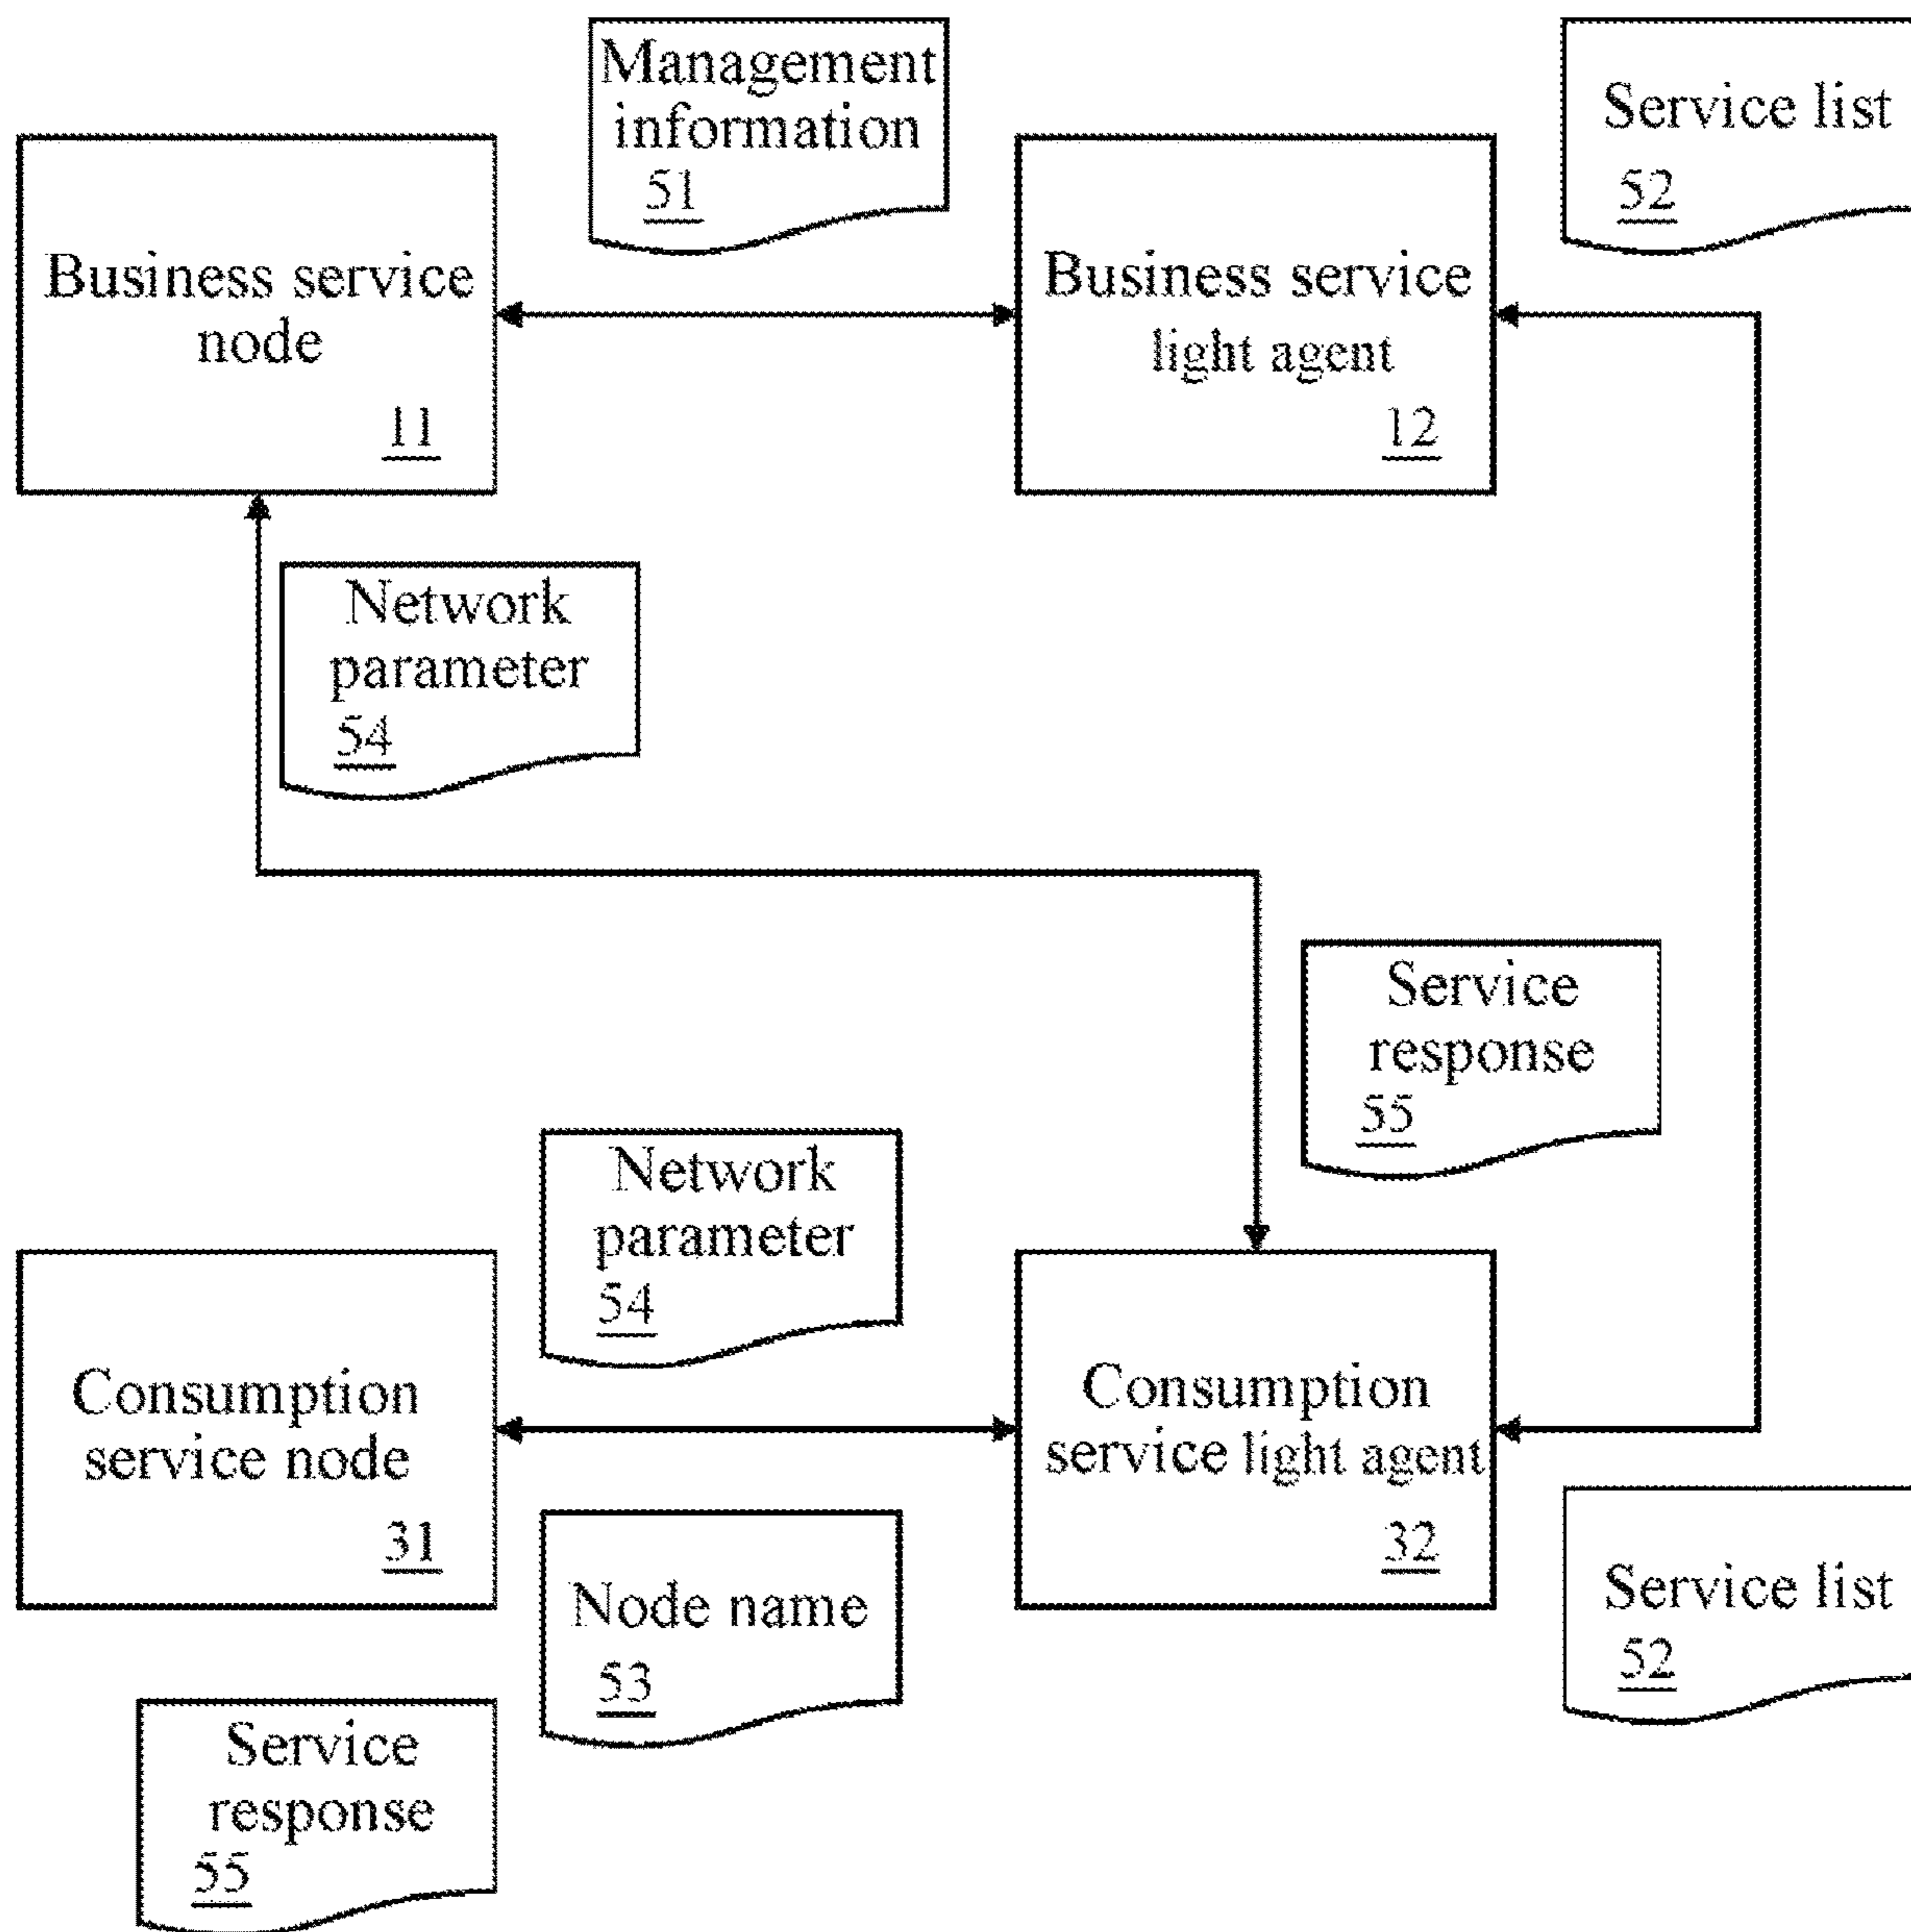 Management
information
51
Service list
52
Business service
node
11
Business service
light agent
12
Network
parameter
54
Service
response
55
Network
parameter
54
Consumption
service node
31
Consumption
service light agent
32
Node name
53
Service list
52
Service
response
55